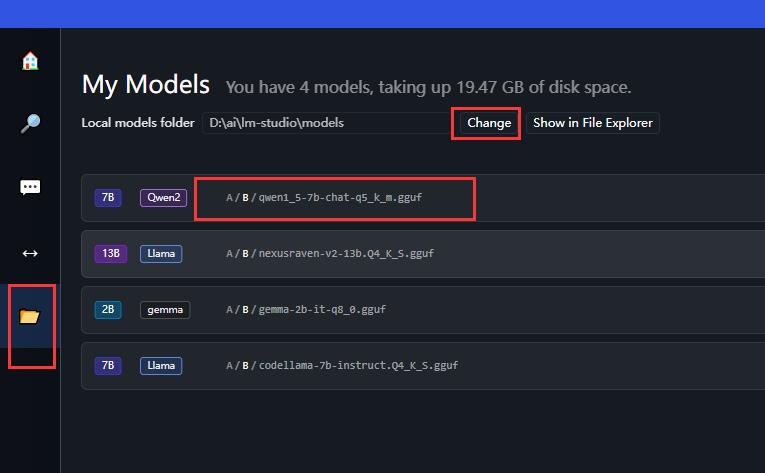 My Models You have 4 models, taking up 19.47 GB of disk space.
Local models folder D:\ai\lm-studio\models Change Show in File Explorer
7B Qwen2 A/B/qwen1_5-7b-chat-q5_k_m.gguf
13B Llama A/B/nexusraven-v2-13b.Q4_K_S.gguf
2B gemma A/B/gemma-2b-it-q8_0.gguf
7B Llama A/B/codellama-7b-instruct.Q4_K_S.gguf